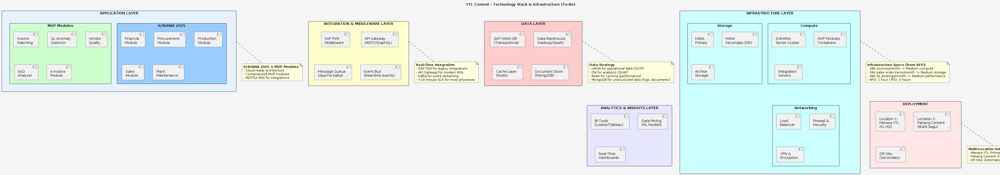 YTL Cement - Technology Stack & Infrastructure (To-Be)
APPLICATION LAYER
MVP Modules
Invoice
Matching
GL Anomaly
Detector
Vendor
Quality
SoD
Analyzer
e-Invoice
Module
S/4HANA 2025
Financial
Module
Procurement
Module
Production
Module
Sales
Module
Plant
Maintenance
S/4HANA 2025 + MVP Modules
- Cloud-ready architecture
- Containerized MVP modules
- RESTful APIs for integrations
INTEGRATION & MIDDLEWARE LAYER
SAP PI/XI
Middleware
API Gateway
(REST/GraphQL)
Message Queue
(Apache Kafka)
Event Bus
(Real-time events)
Real-Time Integration
- SAP PI/XI for legacy integrations
- API Gateway for modern APIs
- Kafka for event streaming
- <10 minute SLA for most processes
DATA LAYER
SAP HANA DB
(Transactional)
Data Warehouse
(Hadoop/Spark)
Cache Layer
(Redis)
Document Store
(MongoDB)
Data Strategy
- HANA for operational data (OLTP)
- DW for analytics (OLAP)
- Redis for caching (performance)
- MongoDB for unstructured data (logs, documents)
ANALYTICS & INSIGHTS LAYER
BI Tools
(Looker/Tableau)
Data Mining
(ML Models)
Real-Time
Dashboards
INFRASTRUCTURE LAYER
Storage
HANA
Primary
HANA
Secondary (DR)
Archive
Storage
Compute
S/4HANA
Server Cluster
MVP Modules
Containers
Integration
Servers
Networking
Load
Balancer
Firewall &
Security
VPN &
Encryption
Infrastructure Specs (from RFP):
- 28K invoices/month -> Medium compute
- 39K sales order items/month -> Medium storage
- 46K GL postings/month -> Medium performance
- RPO: 1 hour | RTO: 4 hours
DEPLOYMENT
Location 1:
Menara YTL
(KL HQ)
Location 2:
Pahang Cement
(Bukit Sagu)
DR Site
(Secondary)
Multi-Location
- Menara YTL:
- Pahang Cement:
- DR Site: